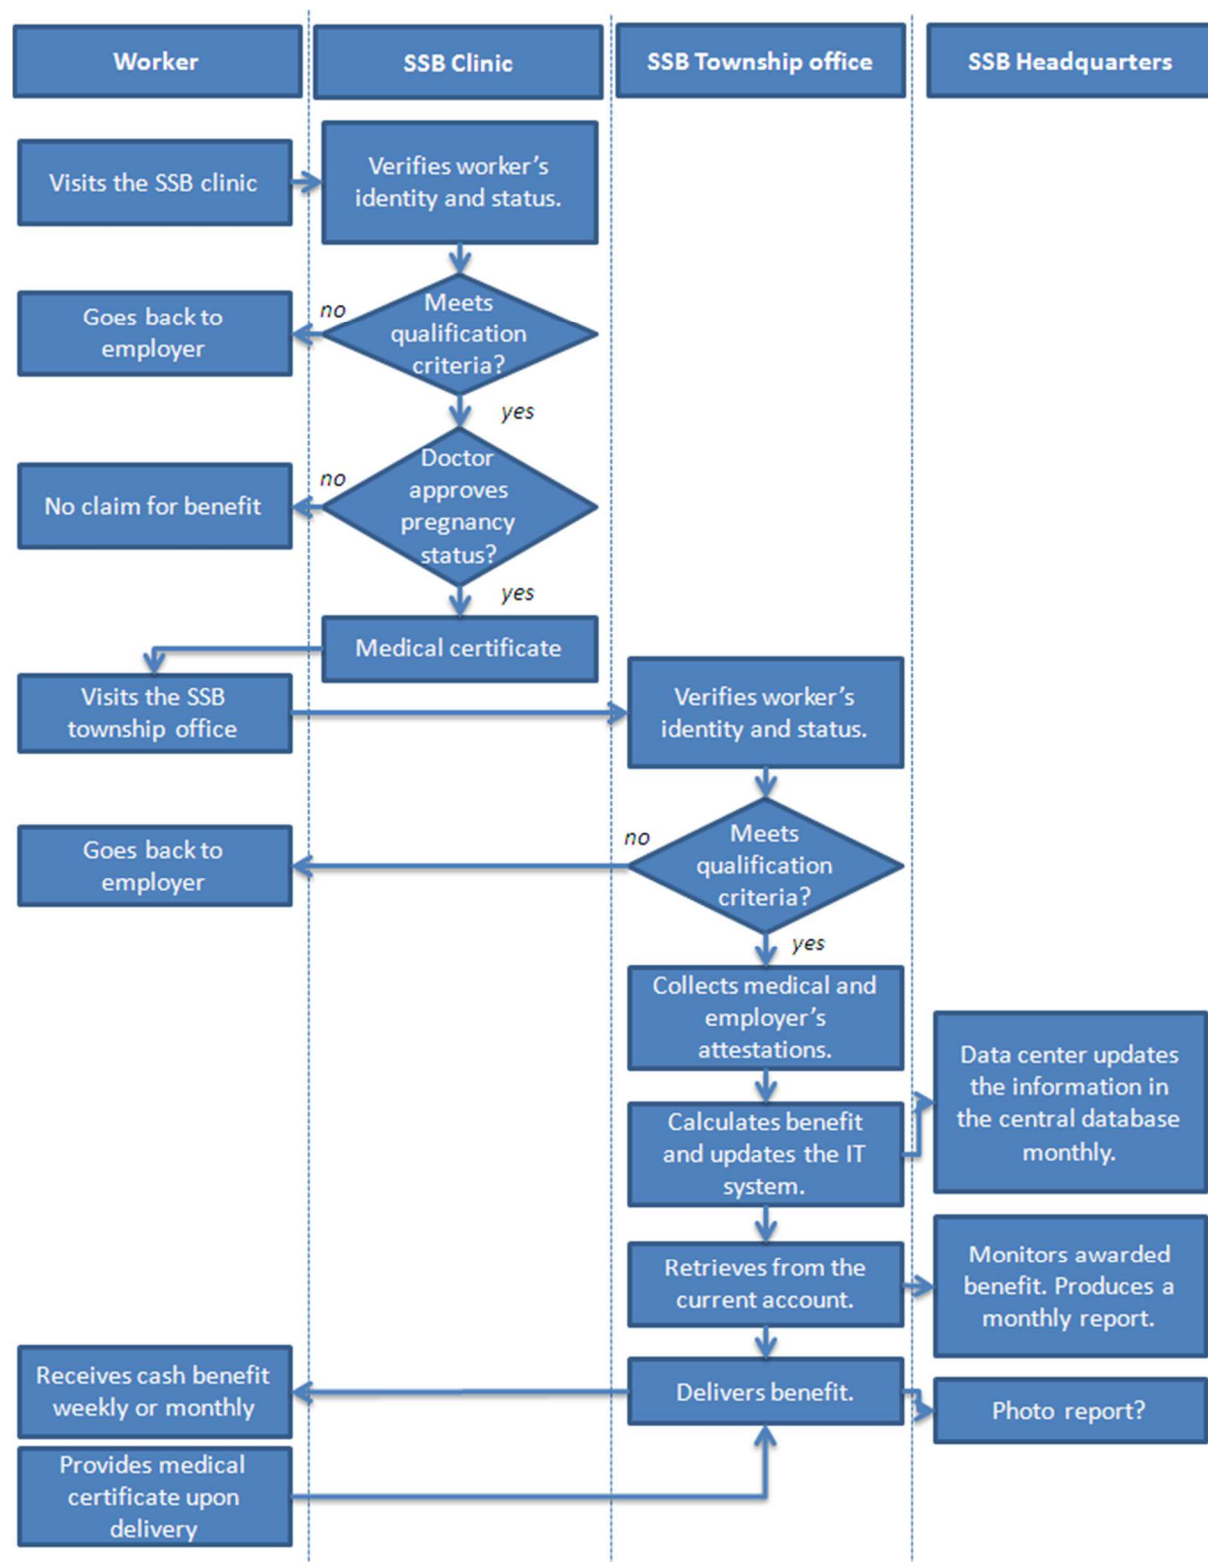 Worker
SSB Clinic
SSB Township office
SSB Headquarters
Visits the SSB clinic
Verifies worker's
identity and status.
Goes back to
employer
no
Meets
qualification
criteria?
yes
No claim for benefit
no
Doctor
approves
pregnancy
status?
yes
Medical certificate
Visits the SSB
township office
Verifies worker's
identity and status.
Goes back to
employer
no
Meets
qualification
criteria?
yes
Collects medical and
employer's
attestations.
Data center updates
the information in
the central database
monthly.
Calculates benefit
and updates the IT
system.
Retrieves from the
current account.
Monitors awarded
benefit. Produces a
monthly report.
Receives cash benefit
weekly or monthly
Delivers benefit.
Photo report?
Provides medical
certificate upon
delivery